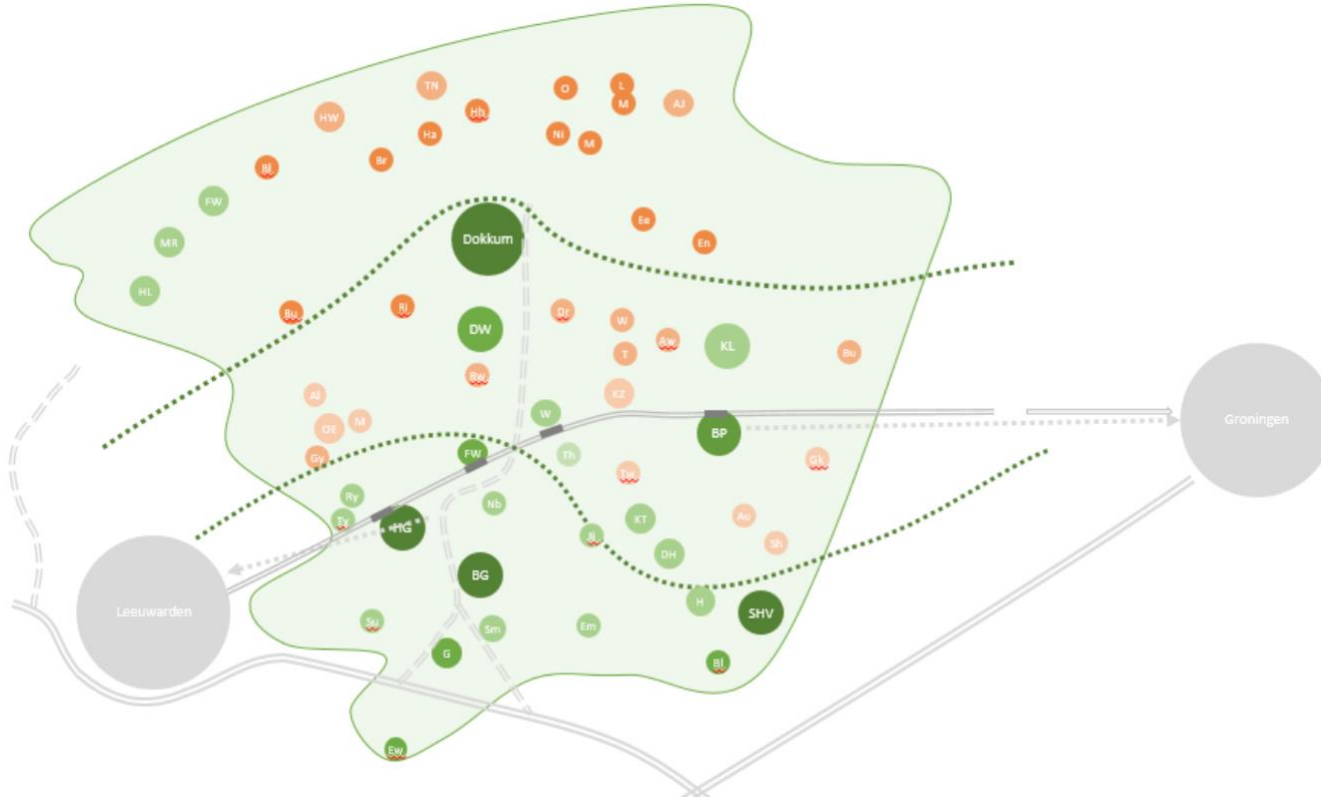 TN
HW
Hh
O
L
M
AJ
Ha
Ni
M
Br
Bl
FW
MR
HL
Dokkum
Ee
En
Bu
Ri
DW
Dr
W
Aw
T
KL
Bu
Bw
Al
KZ
OE
M
W
Gy
FW
Th
BP
Groningen
Tw
Gk
Ry
Nb
Ty
HG
KT
Au
Ji
DH
Sh
BG
Leeuwarden
H
SHV
Su
Sm
Em
G
Bl
Ew